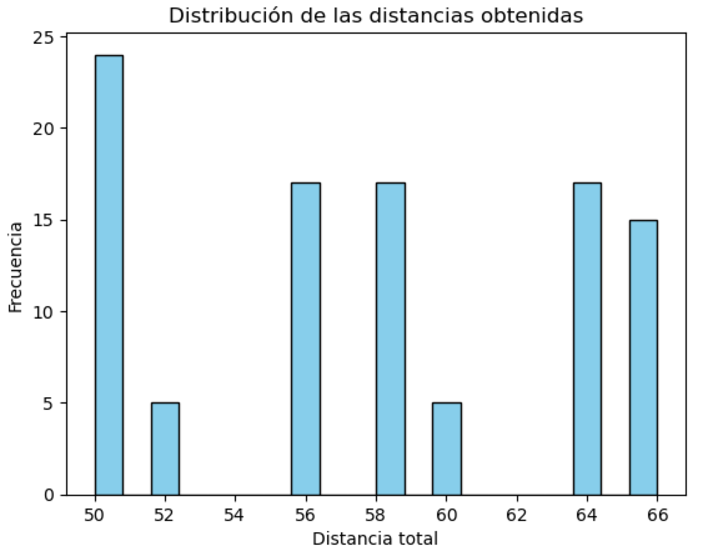 Distribución de las distancias obtenidas
25
20
15
10
5
0
Frecuencia
50 52 54 56 58 60 62 64 66
Distancia total